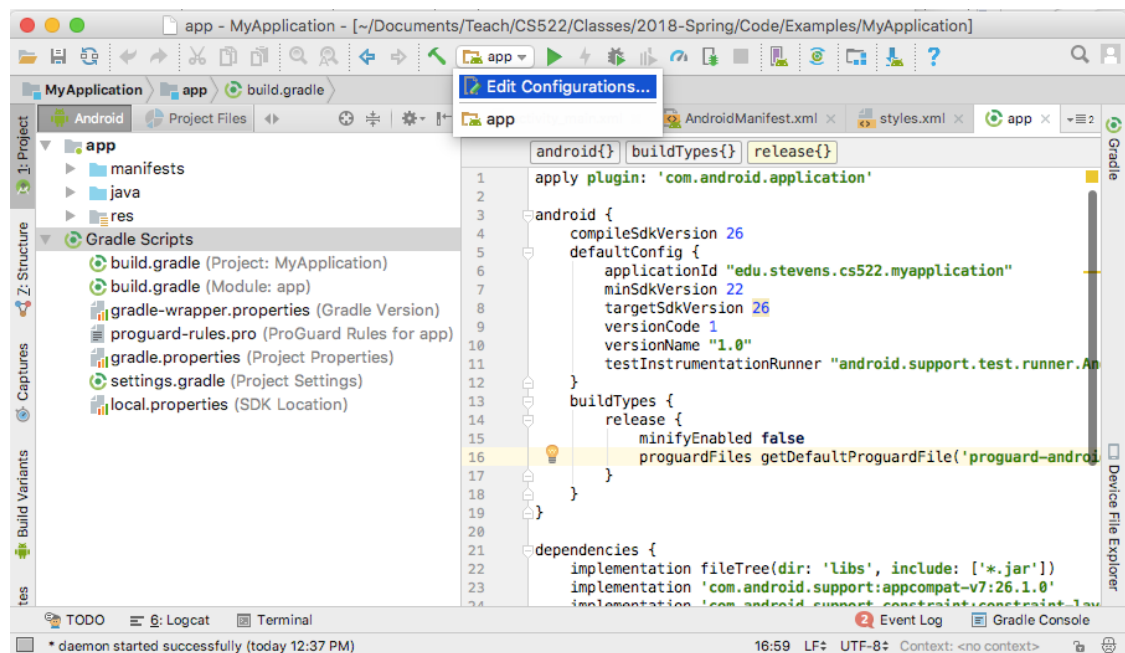 app - MyApplication - [~/Documents/Teach/CS522/Classes/2018-Spring/Code/Examples/MyApplication]
app
Edit Configurations...
app
MyApplication app build.gradle
Android Project Files
AndroidManifest.xml styles.xml app 2
1: Project
Z: Structure
Captures
Build Variants
app
manifests
java
res
Gradle Scripts
build.gradle (Project: MyApplication)
build.gradle (Module: app)
gradle-wrapper.properties (Gradle Version)
proguard-rules.pro (ProGuard Rules for app)
gradle.properties (Project Properties)
settings.gradle (Project Settings)
local.properties (SDK Location)
android{} buildTypes{} release{}
1 apply plugin: 'com.android.application'
2
3 android {
4 compileSdkVersion 26
5 defaultConfig {
6 applicationId "edu.stevens.cs522.myapplication"
7 minSdkVersion 22
8 targetSdkVersion 26
9 versionCode 1
10 versionName "1.0"
11 testInstrumentationRunner "android.support.test.runner.An
12 }
13 buildTypes {
14 release {
15 minifyEnabled false
16 proguardFiles getDefaultProguardFile('proguard-androi
17 }
18 }
19 }
20
21 dependencies {
22 implementation fileTree(dir: 'libs', include: ['*.jar'])
23 implementation 'com.android.support:appcompat-v7:26.1.0'
Gradle
Device File Explorer
TODO 6: Logcat Terminal 2 Event Log Gradle Console
* daemon started successfully (today 12:37 PM) 16:59 LF UTF-8 Context: <no context>